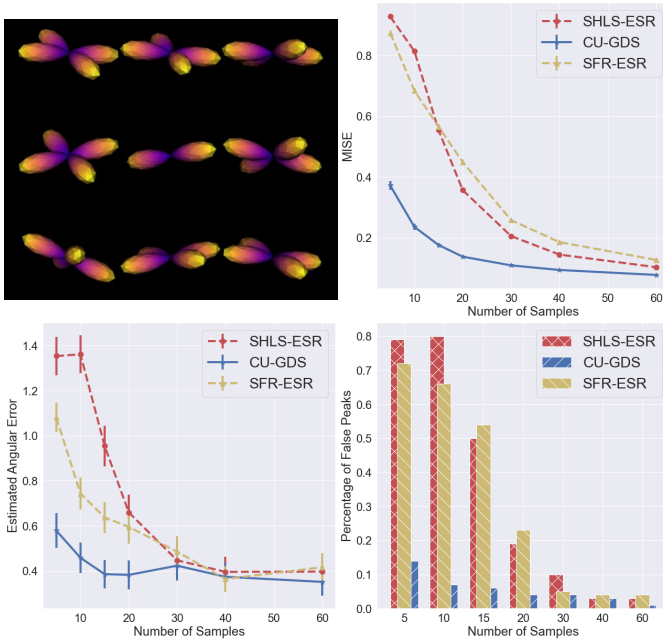 SHLS-ESR
CU-GDS
SFR-ESR
MISE
0.8
0.6
0.4
0.2
10 20 30 40 50 60
Number of Samples
SHLS-ESR
CU-GDS
SFR-ESR
Estimated Angular Error
1.4
1.2
1.0
0.8
0.6
0.4
10 20 30 40 50 60
Number of Samples
SHLS-ESR
CU-GDS
SFR-ESR
Percentage of False Peaks
0.8
0.7
0.6
0.5
0.4
0.3
0.2
0.1
0.0
5 10 15 20 30 40 60
Number of Samples